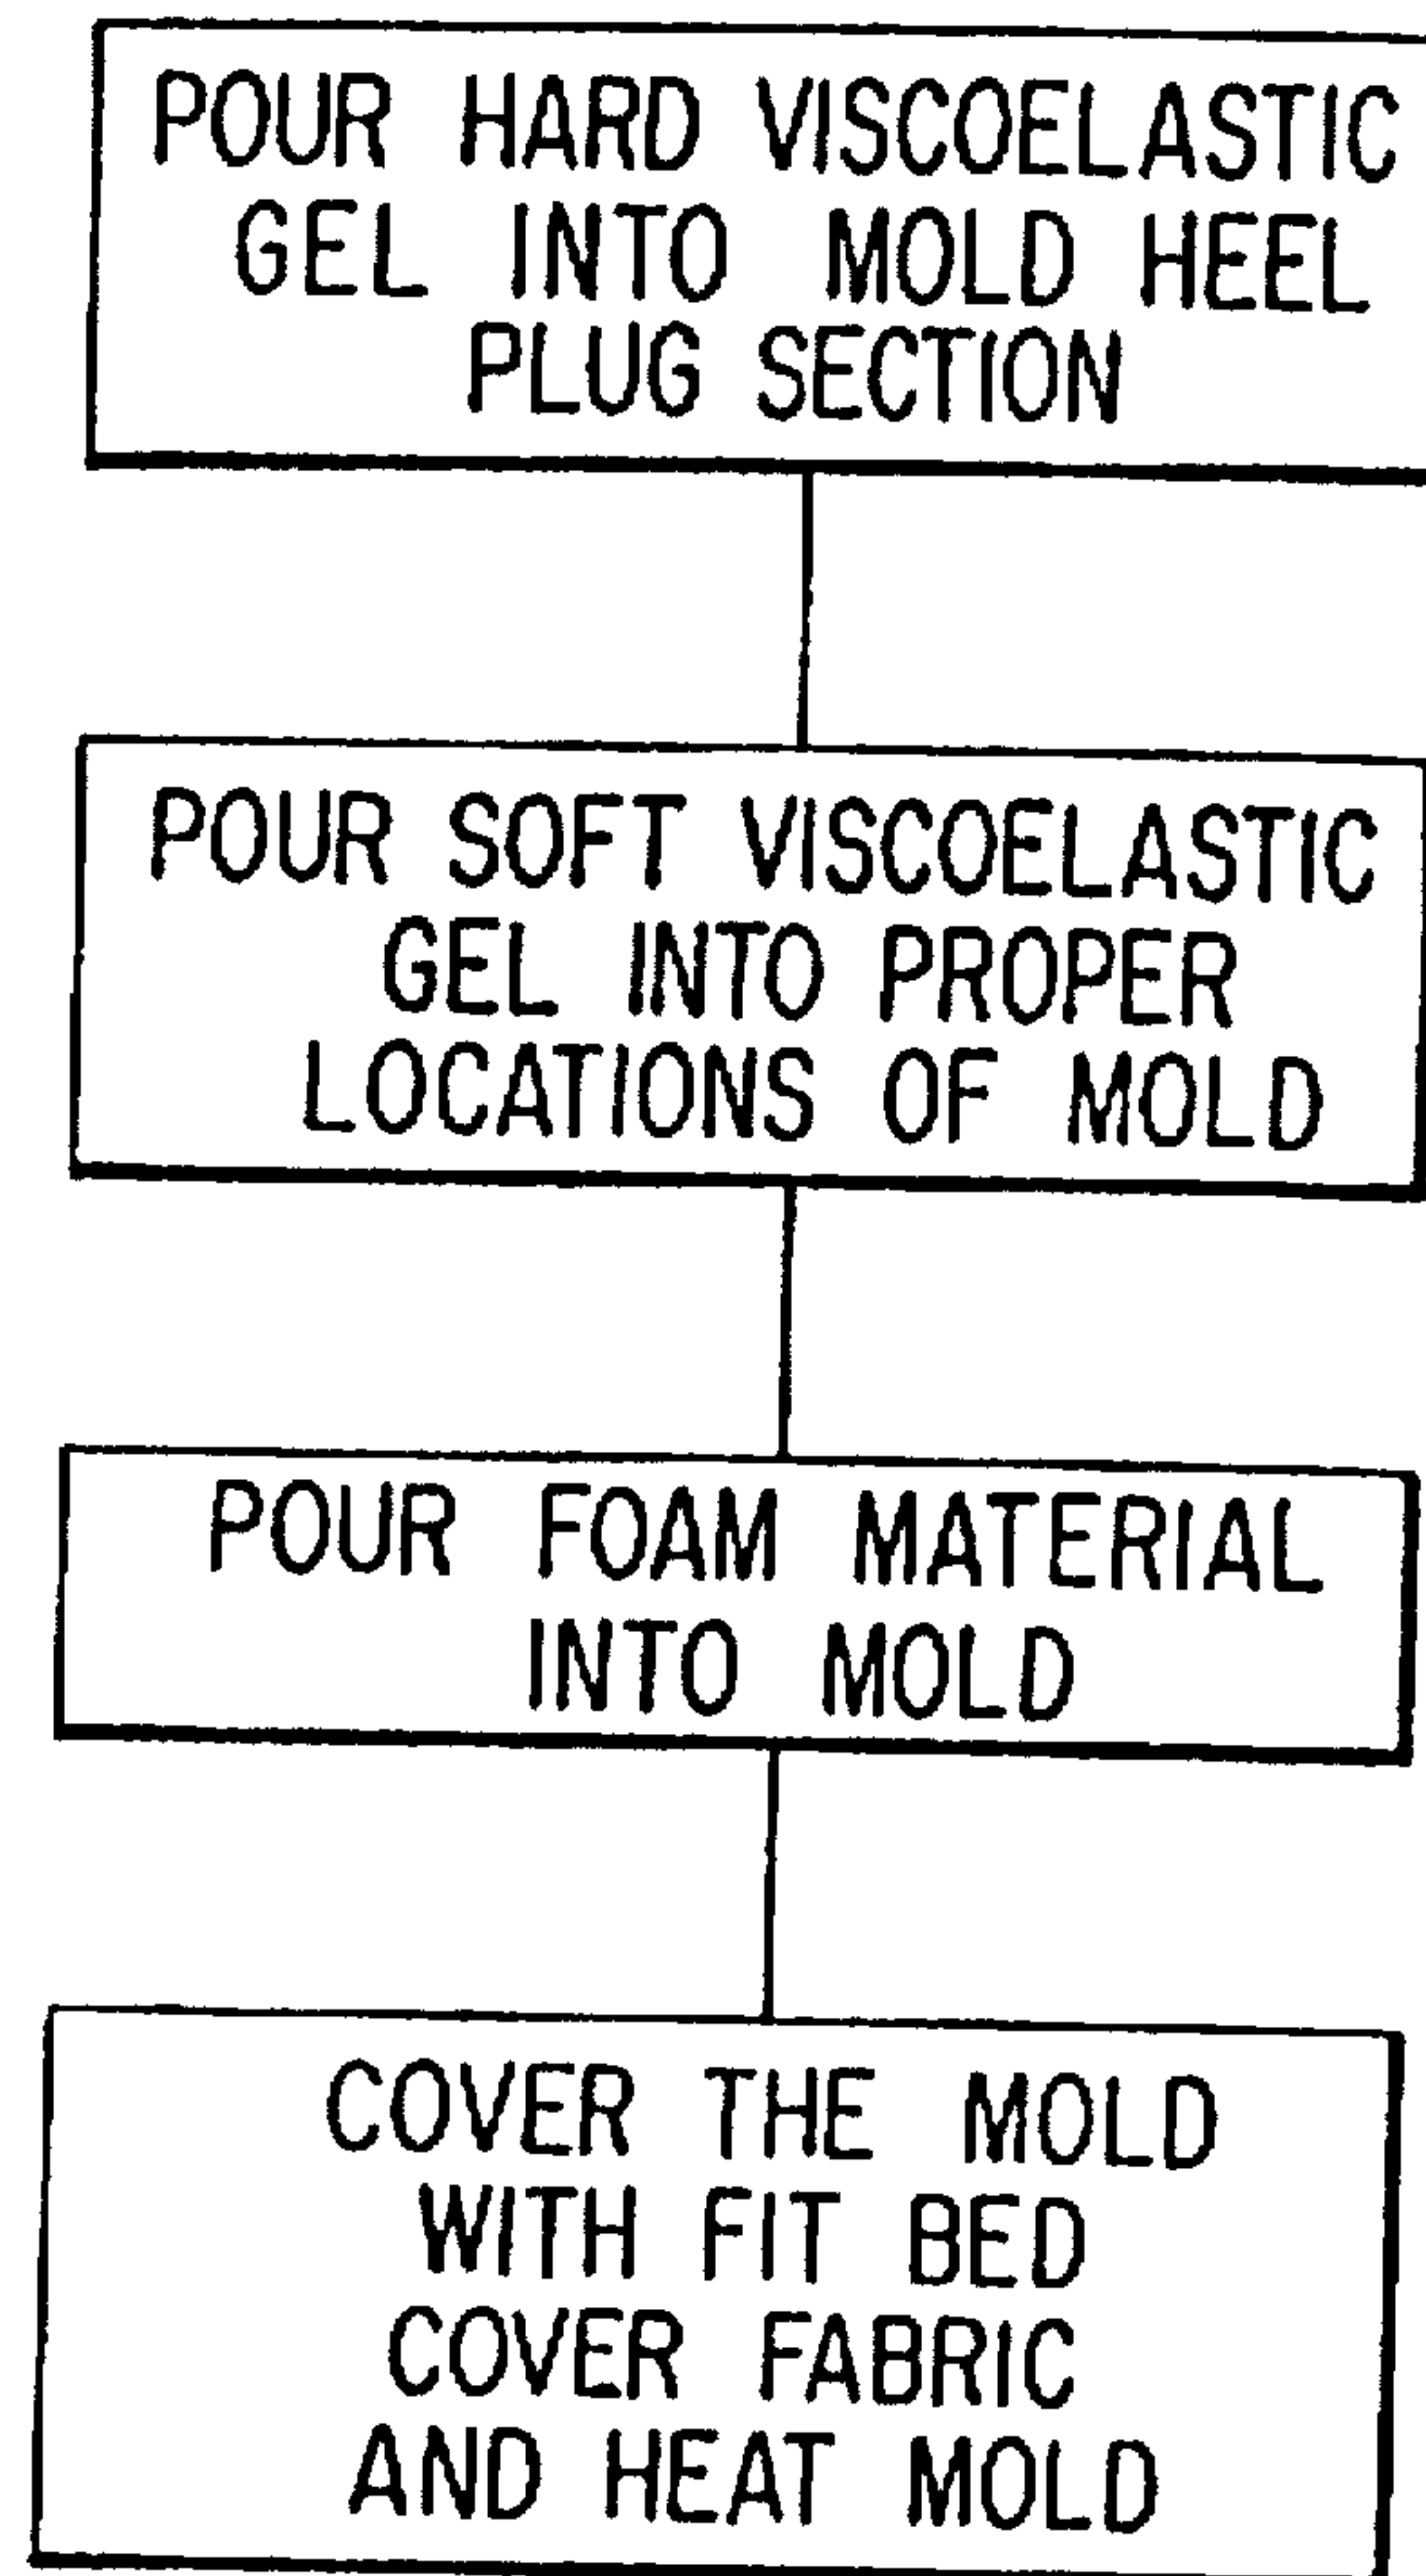 POUR HARD VISCOELASTIC
GEL INTO MOLD HEEL
PLUG SECTION
POUR SOFT VISCOELASTIC
GEL INTO PROPER
LOCATIONS OF MOLD
POUR FOAM MATERIAL
INTO MOLD
COVER THE MOLD
WITH FIT BED
COVER FABRIC
AND HEAT MOLD